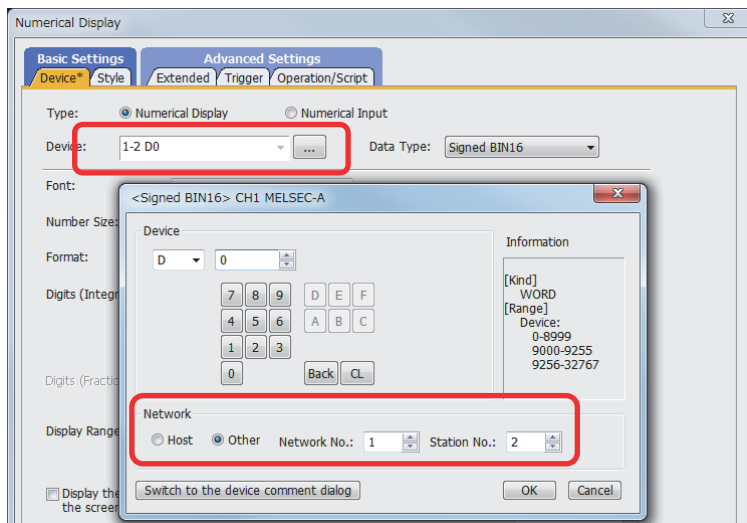 Numerical Display
Basic Settings Advanced Settings
Device* Style Extended Trigger Operation/Script
Type: Numerical Display Numerical Input
Device: 1-2 D0 ... Data Type: Signed BIN16
Font:
<Signed BIN16> CH1 MELSEC-A
Number Size:
Device
Information
Format:
D 0
[Kind]
WORD
[Range]
Device:
0-8999
9000-9255
9256-32767
Digits (Integr
7 8 9 D E F
4 5 6 A B C
1 2 3
0 Back CL
Digits (Fractic
Network
Display Range
Host Other Network No.: 1 Station No.: 2
Display the
the screen
Switch to the device comment dialog OK Cancel